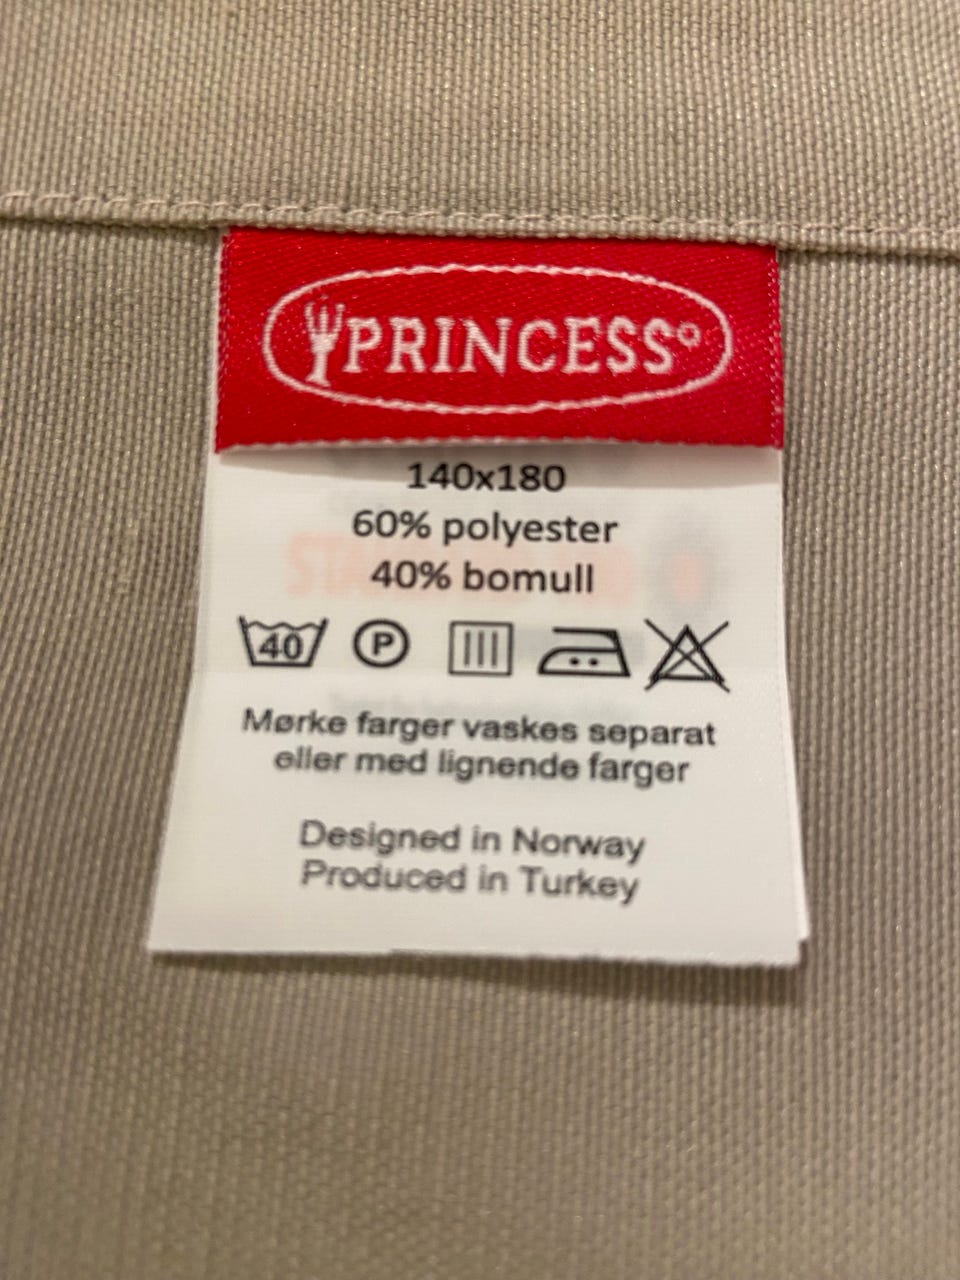 PRINCESS°
140x180
60% polyester
40% bomull
40 P
Mørke farger vaskes separat
eller med lignende farger
Designed in Norway
Produced in Turkey